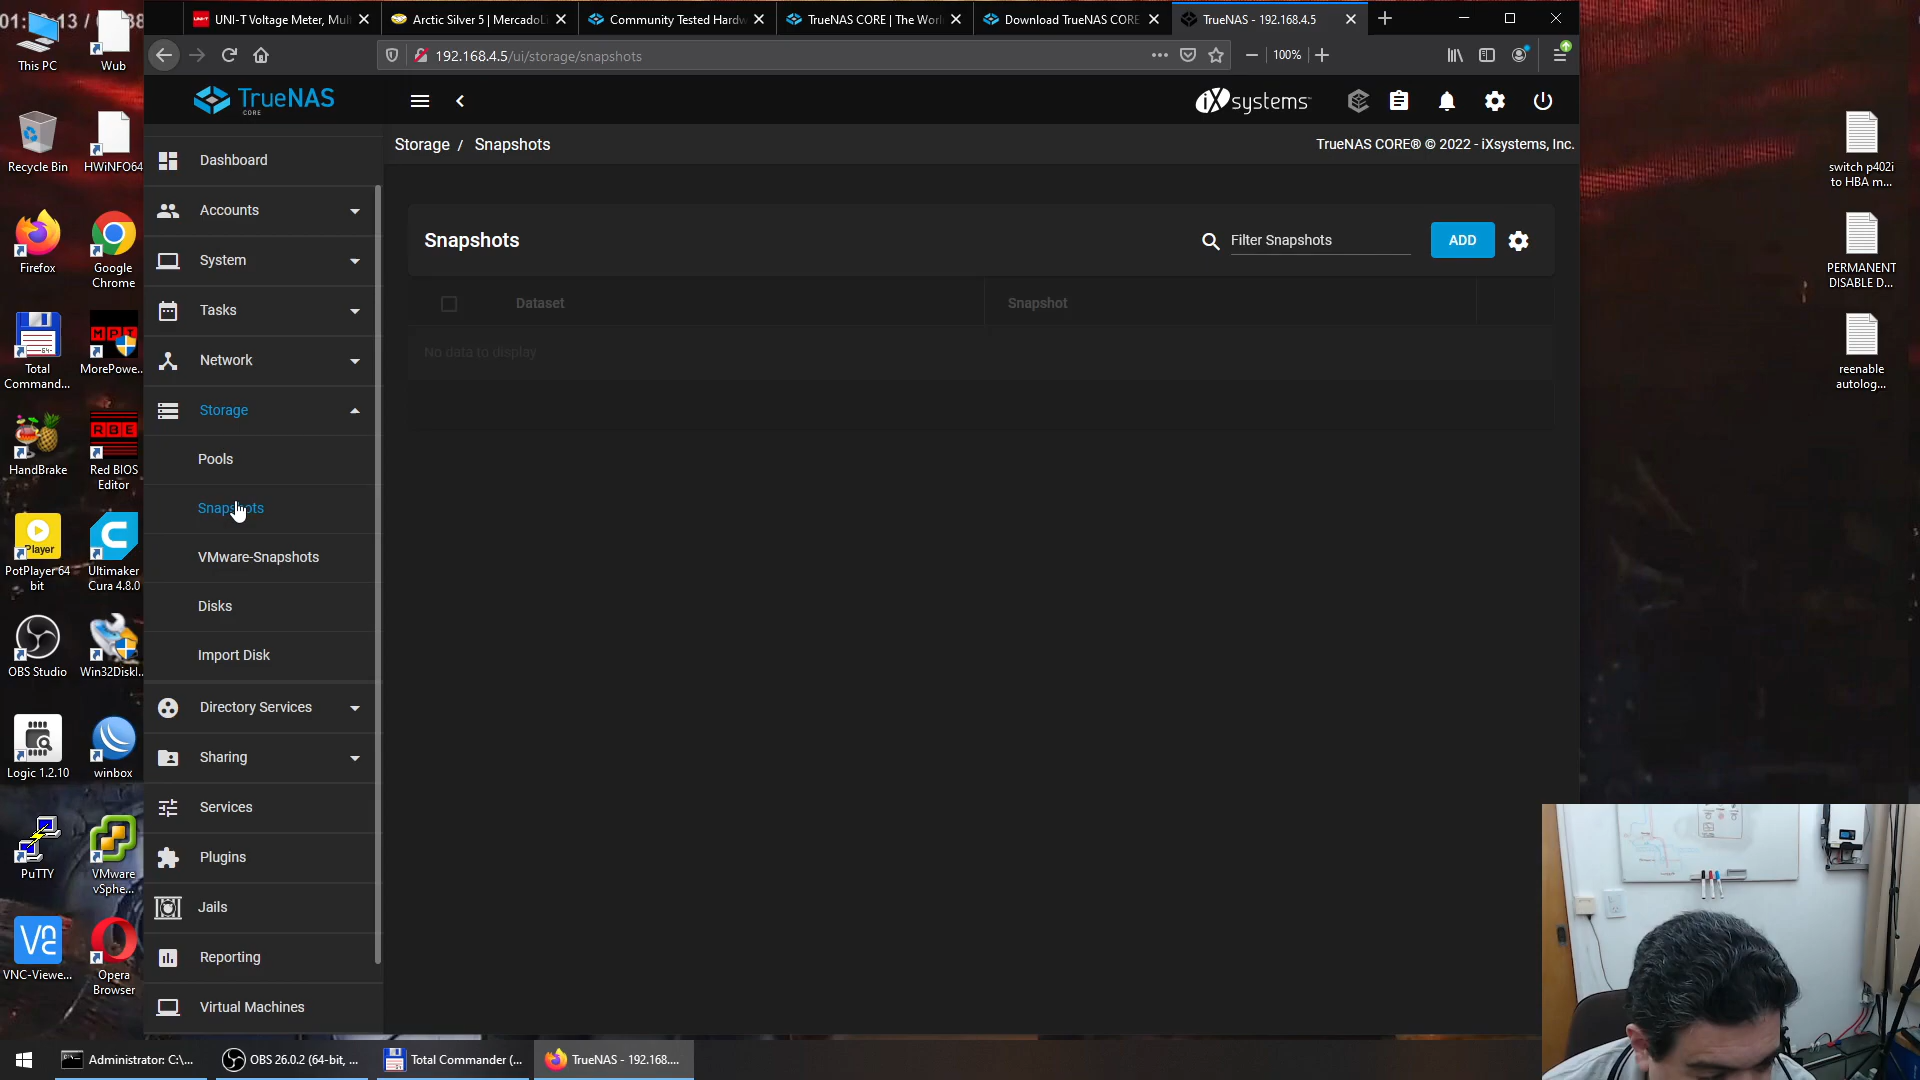 UNI-T Voltage Meter, Mul
Arctic Silver 5 | MercadoLi
Community Tested Hardw
TrueNAS CORE | The Worl
Download TrueNAS CORE
TrueNAS - 192.168.4.5
192.168.4.5/ui/storage/snapshots
100%
TrueNAS
CORE
iXsystems
Storage / Snapshots
TrueNAS CORE® © 2022 - iXsystems, Inc.
Dashboard
Accounts
System
Tasks
Network
Storage
Pools
Snapshots
VMware-Snapshots
Disks
Import Disk
Directory Services
Sharing
Services
Plugins
Jails
Reporting
Virtual Machines
Snapshots
Filter Snapshots
ADD
Dataset
Snapshot
No data to display
This PC
Wub
Recycle Bin
HWiNFO64
Firefox
Google
Chrome
Total
Command...
MorePowe...
HandBrake
Red BIOS
Editor
PotPlayer 64
bit
Ultimaker
Cura 4.8.0
OBS Studio
Win32DiskI...
Logic 1.2.10
winbox
PuTTY
VMware
vSphe...
VNC-Viewe...
Opera
Browser
switch p402i
to HBA m...
PERMANENT
DISABLE D...
reenable
autolog...
Administrator: C:\...
OBS 26.0.2 (64-bit, ...
Total Commander (...
TrueNAS - 192.168....